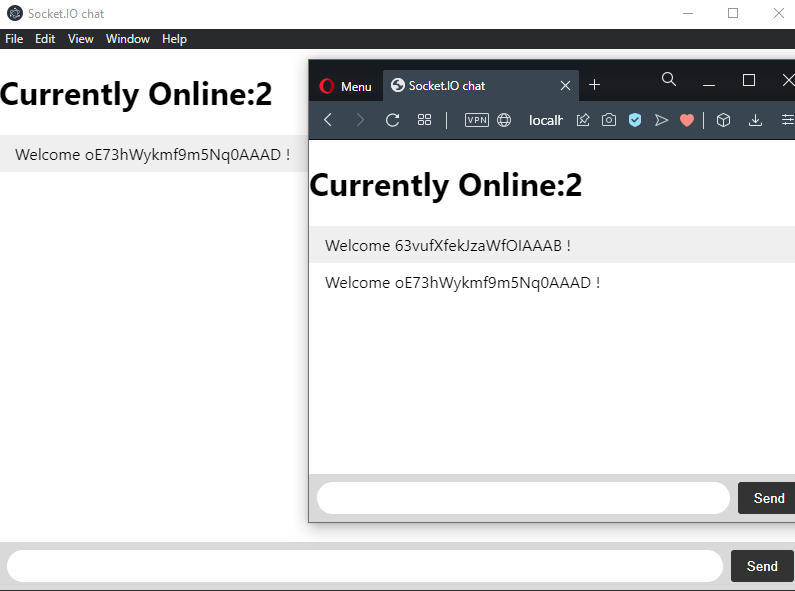 Socket.IO chat
File Edit View Window Help
Currently Online:2
Welcome oE73hWykmf9m5Nq0AAAD !
Send
Menu
Socket.IO chat
VPN
localh
Currently Online:2
Welcome 63vufXfekJzaWfOIAAAB !
Welcome oE73hWykmf9m5Nq0AAAD !
Send